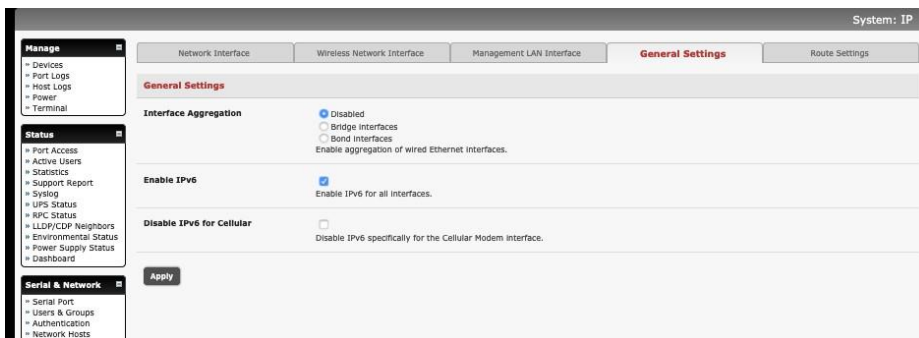 System: IP
Manage
Devices
Port Logs
Host Logs
Power
Terminal
Status
Port Access
Active Users
Statistics
Support Report
Syslog
UPS Status
RPC Status
LLDP/CDP Neighbors
Environmental Status
Power Supply Status
Dashboard
Serial & Network
Serial Port
Users & Groups
Authentication
Network Hosts
Network Interface
Wireless Network Interface
Management LAN Interface
General Settings
Route Settings
General Settings
Interface Aggregation
Disabled
Bridge interfaces
Bond interfaces
Enable aggregation of wired Ethernet interfaces.
Enable IPv6
Enable IPv6 for all interfaces.
Disable IPv6 for Cellular
Disable IPv6 specifically for the Cellular Modem interface.
Apply